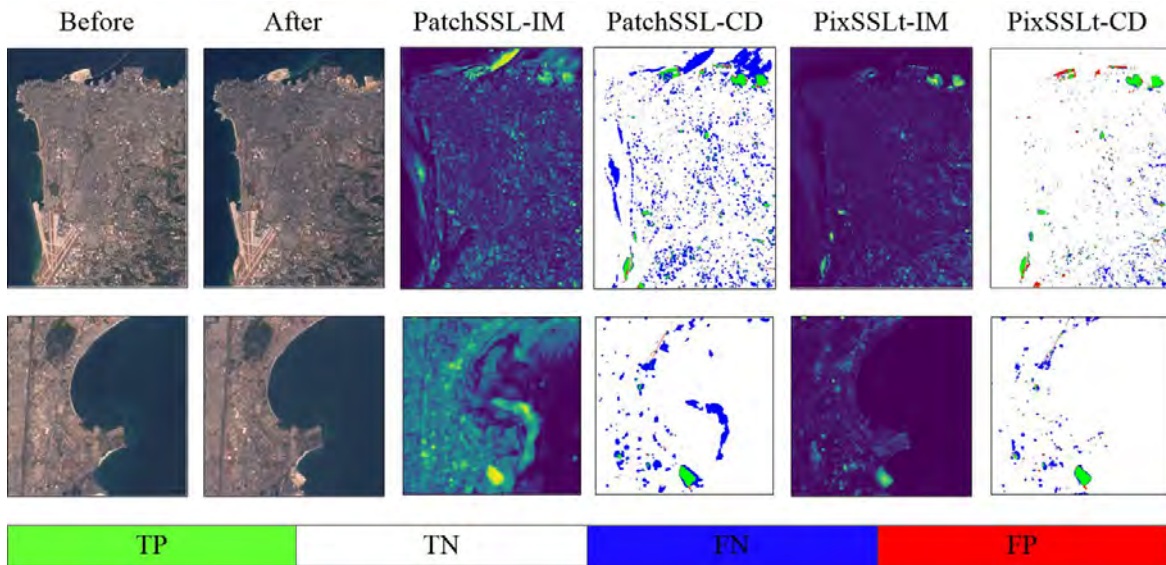 Before After PatchSSL-IM PatchSSL-CD PixSSLt-IM PixSSLt-CD
TP TN FN FP